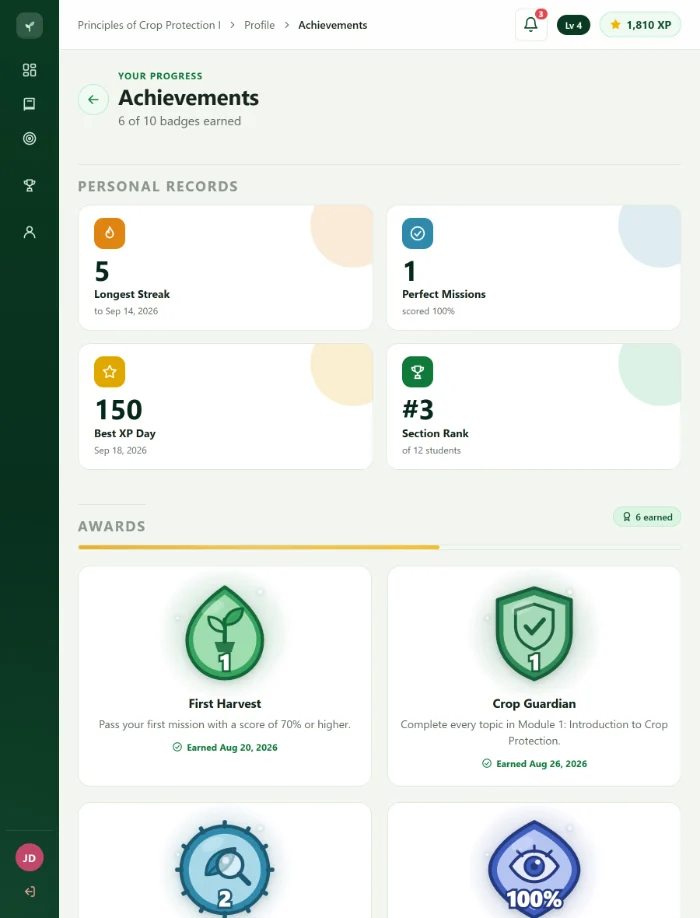 Principles of Crop Protection I > Profile > Achievements
3
Lv 4
1,810 XP
YOUR PROGRESS
Achievements
6 of 10 badges earned
PERSONAL RECORDS
5
Longest Streak
to Sep 14, 2026
1
Perfect Missions
scored 100%
150
Best XP Day
Sep 18, 2026
#3
Section Rank
of 12 students
AWARDS
6 earned
1
First Harvest
Pass your first mission with a score of 70% or higher.
Earned Aug 20, 2026
1
Crop Guardian
Complete every topic in Module 1: Introduction to Crop
Protection.
Earned Aug 26, 2026
2
100%
JD